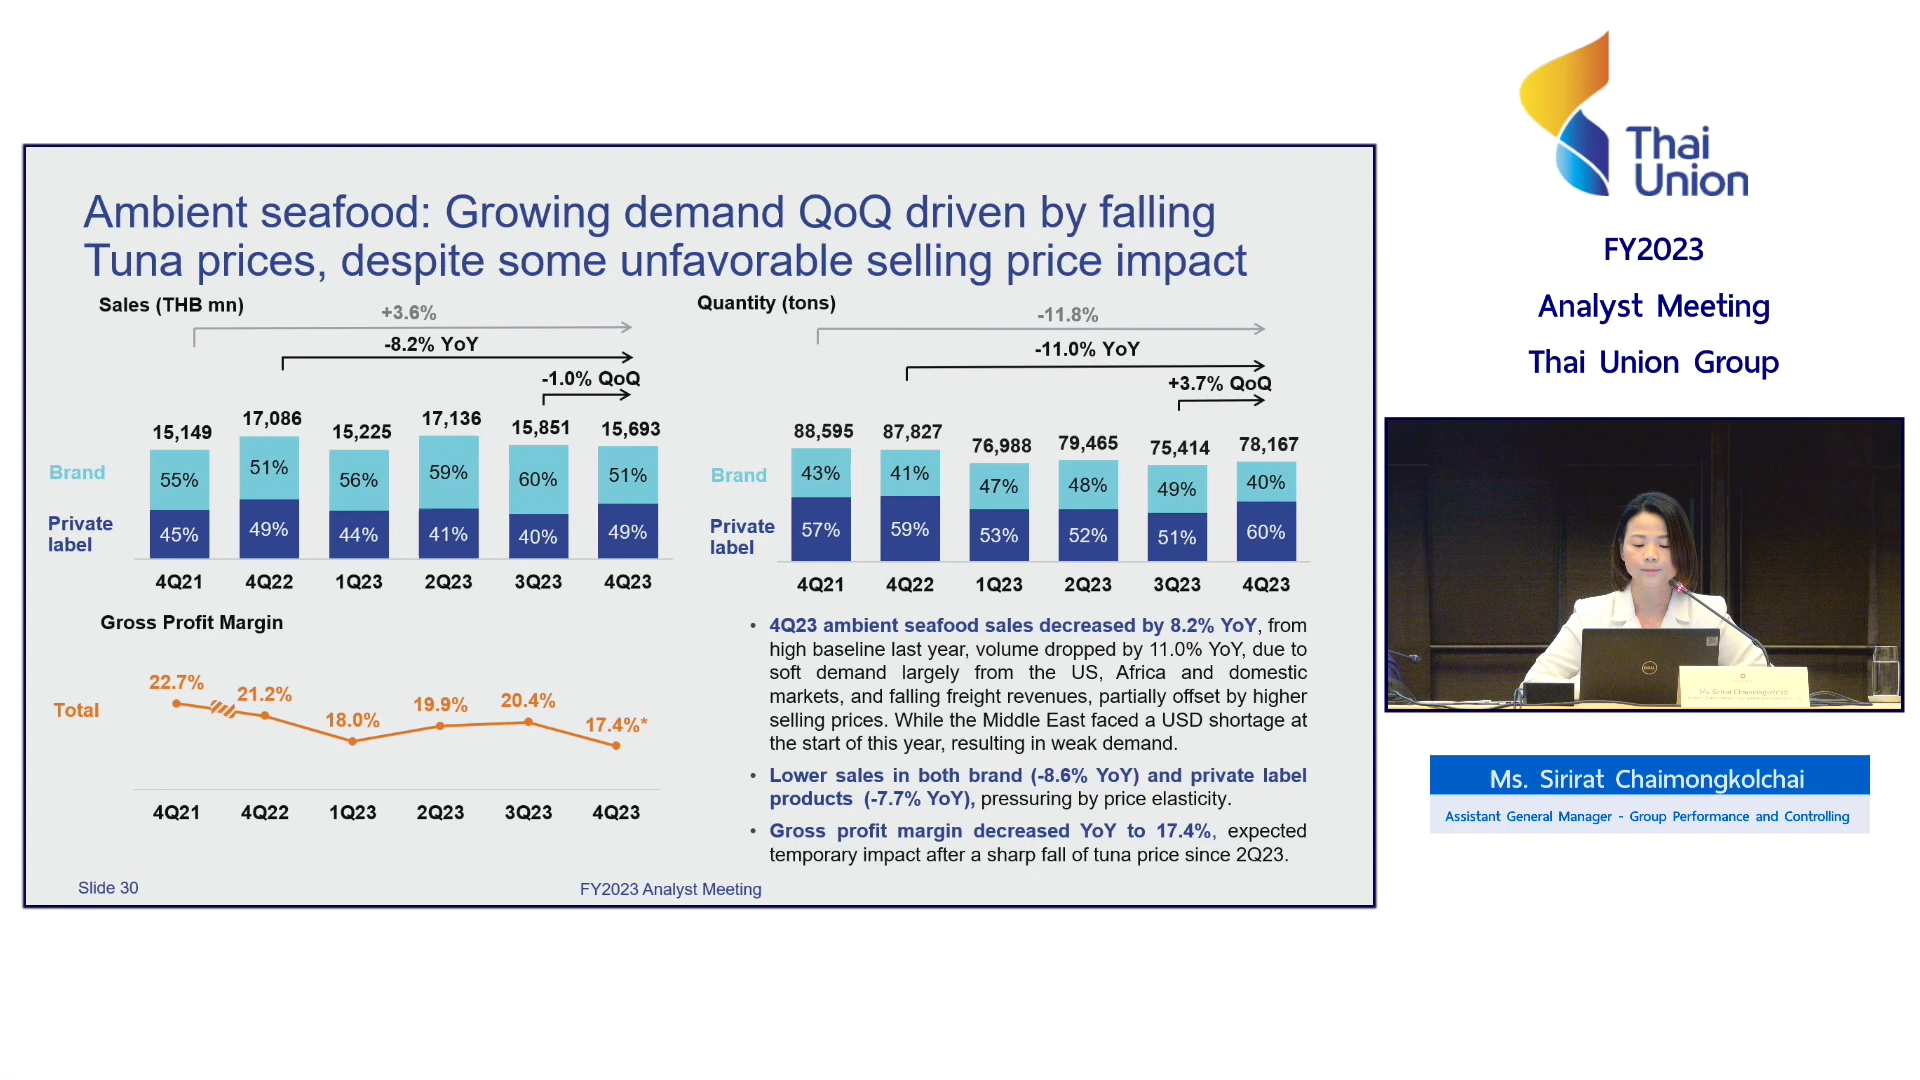 Ambient seafood: Growing demand QoQ driven by falling
Tuna prices, despite some unfavorable selling price impact
Sales (THB mn)
+3.6%
-8.2% YoY
-1.0% QoQ
15,149 17,086 15,225 17,136 15,851 15,693
Brand 55% 51% 56% 59% 60% 51%
Private
label
45% 49% 44% 41% 40% 49%
4Q21 4Q22 1Q23 2Q23 3Q23 4Q23
Quantity (tons)
-11.8%
-11.0% YoY
+3.7% QoQ
88,595 87,827 76,988 79,465 75,414 78,167
Brand 43% 41% 47% 48% 49% 40%
Private
label
57% 59% 53% 52% 51% 60%
4Q21 4Q22 1Q23 2Q23 3Q23 4Q23
Gross Profit Margin
22.7% 21.2% 18.0% 19.9% 20.4% 17.4%*
Total
4Q21 4Q22 1Q23 2Q23 3Q23 4Q23
• 4Q23 ambient seafood sales decreased by 8.2% YoY, from
high baseline last year, volume dropped by 11.0% YoY, due to
soft demand largely from the US, Africa and domestic
markets, and falling freight revenues, partially offset by higher
selling prices. While the Middle East faced a USD shortage at
the start of this year, resulting in weak demand.
• Lower sales in both brand (-8.6% YoY) and private label
products (-7.7% YoY), pressuring by price elasticity.
• Gross profit margin decreased YoY to 17.4%, expected
temporary impact after a sharp fall of tuna price since 2Q23.
Slide 30
FY2023 Analyst Meeting
Thai
Union
FY2023
Analyst Meeting
Thai Union Group
DELL
Ms. Sirirat Chaimongkolchai
Ms. Sirirat Chaimongkolchai
Assistant General Manager - Group Performance and Controlling